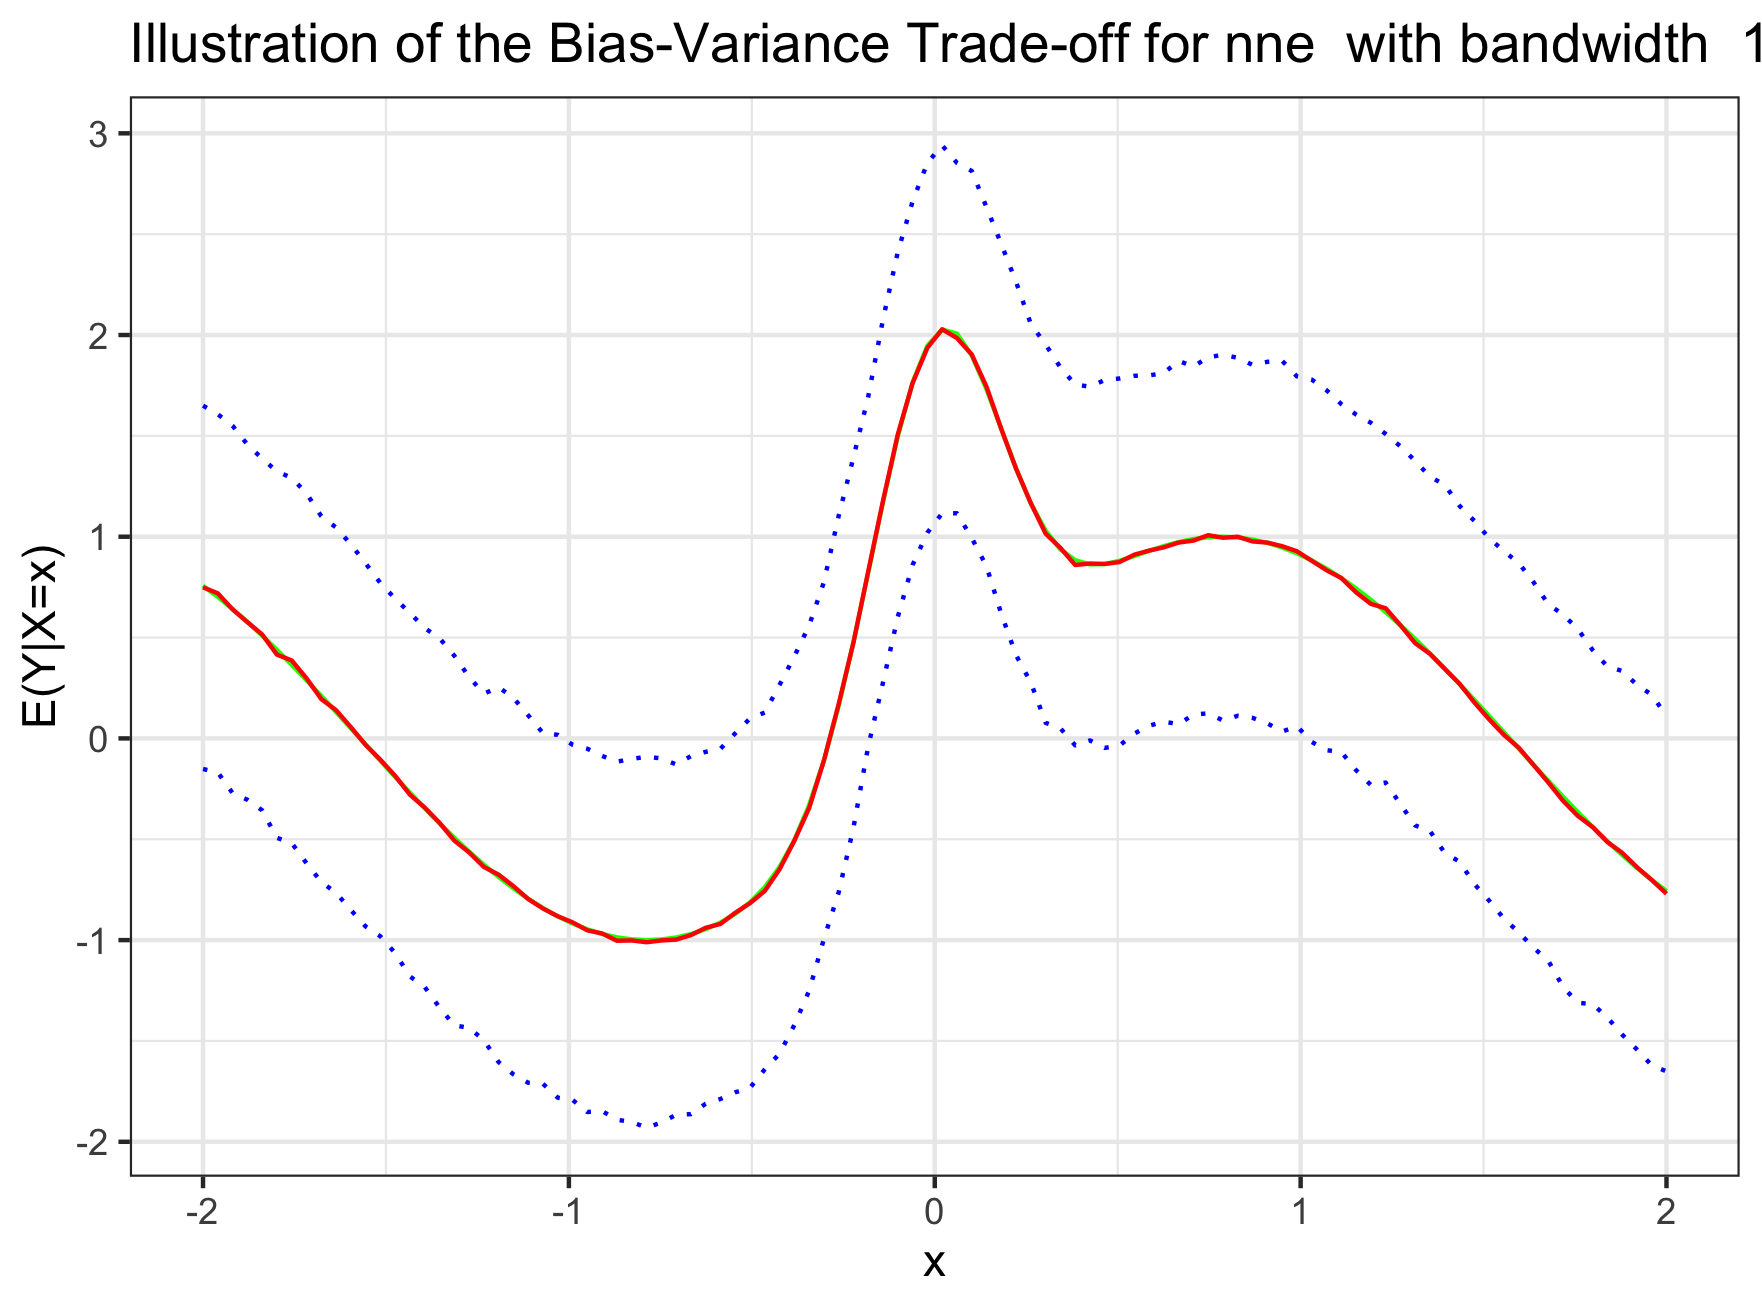 Illustration of the Bias-Variance Trade-off for nne  with bandwidth  1
E(Y|X=x)
3
2
1
0
-1
-2
-2 -1 0 1 2
x